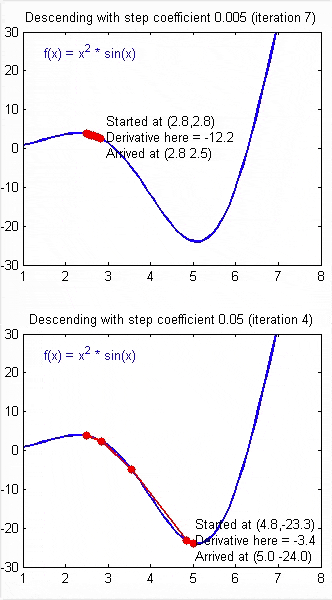 Descending with step coefficient 0.005 (iteration 7)
30
f(x) = x² * sin(x)
20
10
Started at (2.8,2.8)
Derivative here = -12.2
0
Arrived at (2.8 2.5)
-10
-20
-30
1 2 3 4 5 6 7 8
Descending with step coefficient 0.05 (iteration 4)
30
f(x) = x² * sin(x)
20
10
0
-10
-20
Started at (4.8,-23.3)
Derivative here = -3.4
Arrived at (5.0 -24.0)
-30
1 2 3 4 5 6 7 8